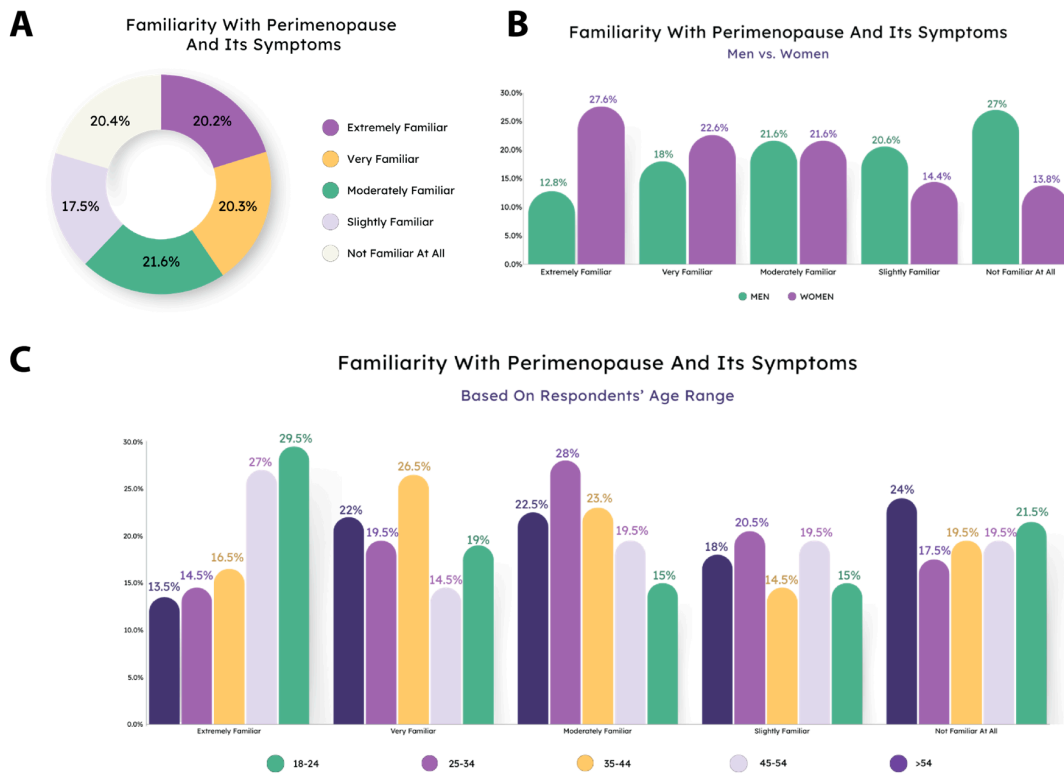 A
Familiarity With Perimenopause
And Its Symptoms
20.4%
20.2%
17.5%
20.3%
21.6%
Extremely Familiar
Very Familiar
Moderately Familiar
Slightly Familiar
Not Familiar At All
B
Familiarity With Perimenopause And Its Symptoms
Men vs. Women
30.0%
25.0%
20.0%
15.0%
10.0%
5.0%
0.0%
12.8%
27.6%
18%
22.6%
21.6%
21.6%
20.6%
14.4%
27%
13.8%
Extremely Familiar
Very Familiar
Moderately Familiar
Slightly Familiar
Not Familiar At All
MEN
WOMEN
C
Familiarity With Perimenopause And Its Symptoms
Based On Respondents’ Age Range
30.0%
25.0%
20.0%
15.0%
10.0%
5.0%
0.0%
13.5%
14.5%
16.5%
27%
29.5%
22%
19.5%
26.5%
14.5%
19%
22.5%
28%
23.%
19.5%
15%
18%
20.5%
14.5%
19.5%
15%
24%
17.5%
19.5%
19.5%
21.5%
Extremely Familiar
Very Familiar
Moderately Familiar
Slightly Familiar
Not Familiar At All
18-24
25-34
35-44
45-54
>54